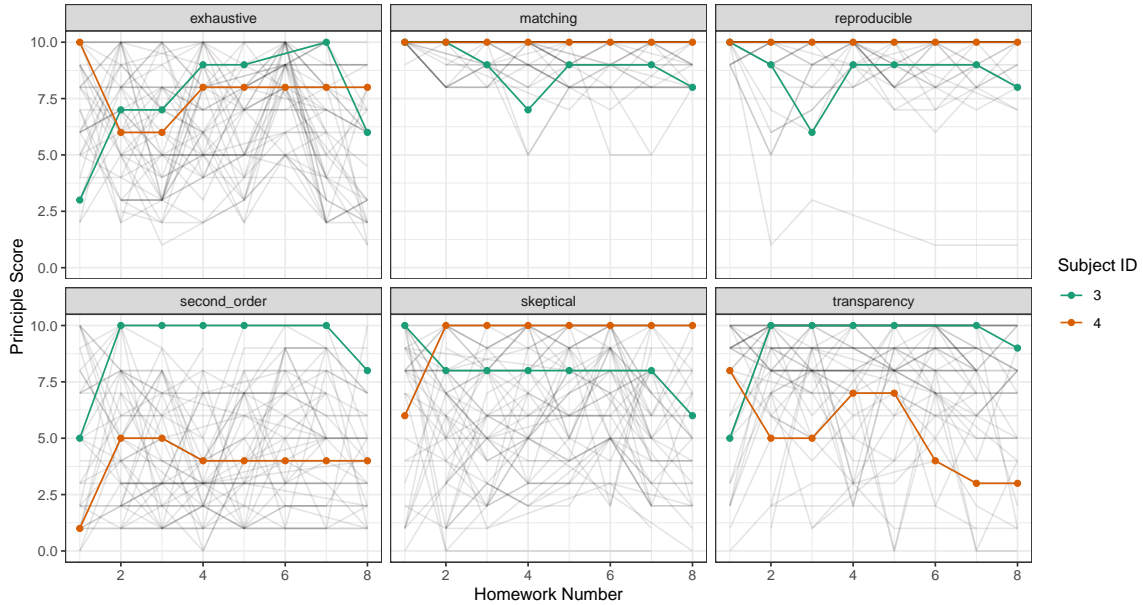 exhaustive
matching
reproducible
10.0
7.5
5.0
2.5
0.0
second_order
skeptical
transparency
10.0
7.5
5.0
2.5
0.0
2 4 6 8
2 4 6 8
2 4 6 8
Homework Number
Principle Score
Subject ID
3
4